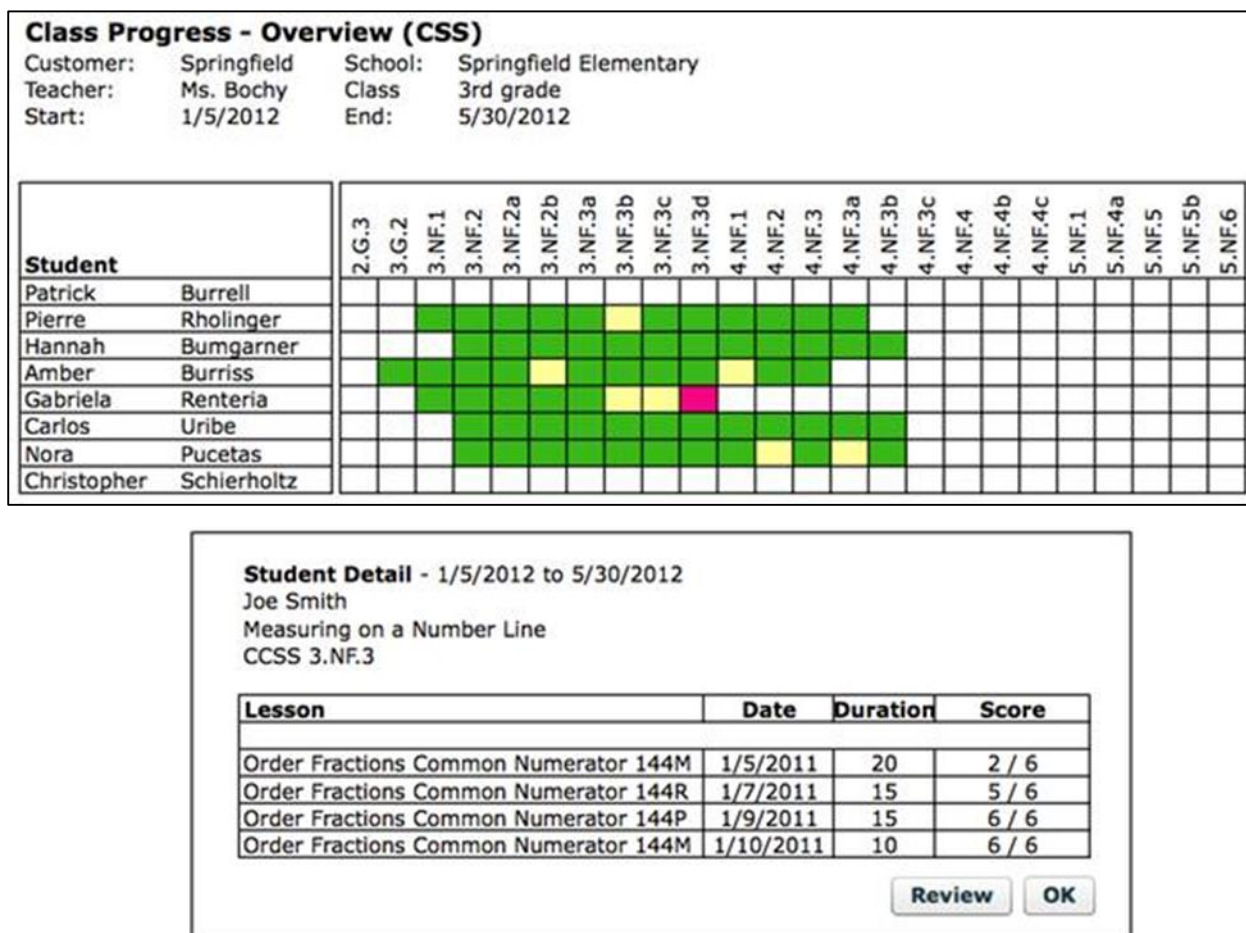 Class Progress - Overview (CSS)
Customer: Springfield School: Springfield Elementary
Teacher: Ms. Bochy Class 3rd grade
Start: 1/5/2012 End: 5/30/2012
Student 2.G.3 3.G.2 3.NF.1 3.NF.2 3.NF.2a 3.NF.2b 3.NF.3a 3.NF.3b 3.NF.3c 3.NF.3d 4.NF.1 4.NF.2 4.NF.3 4.NF.3a 4.NF.3b 4.NF.3c 4.NF.4 4.NF.4b 4.NF.4c 5.NF.1 5.NF.4a 5.NF.5 5.NF.5b 5.NF.6
Patrick Burrell
Pierre Rholinger
Hannah Bumgarner
Amber Burriss
Gabriela Renteria
Carlos Uribe
Nora Pucetas
Christopher Schierholtz
Student Detail - 1/5/2012 to 5/30/2012
Joe Smith
Measuring on a Number Line
CCSS 3.NF.3
Lesson Date Duration Score
Order Fractions Common Numerator 144M 1/5/2011 20 2 / 6
Order Fractions Common Numerator 144R 1/7/2011 15 5 / 6
Order Fractions Common Numerator 144P 1/9/2011 15 6 / 6
Order Fractions Common Numerator 144M 1/10/2011 10 6 / 6
Review OK